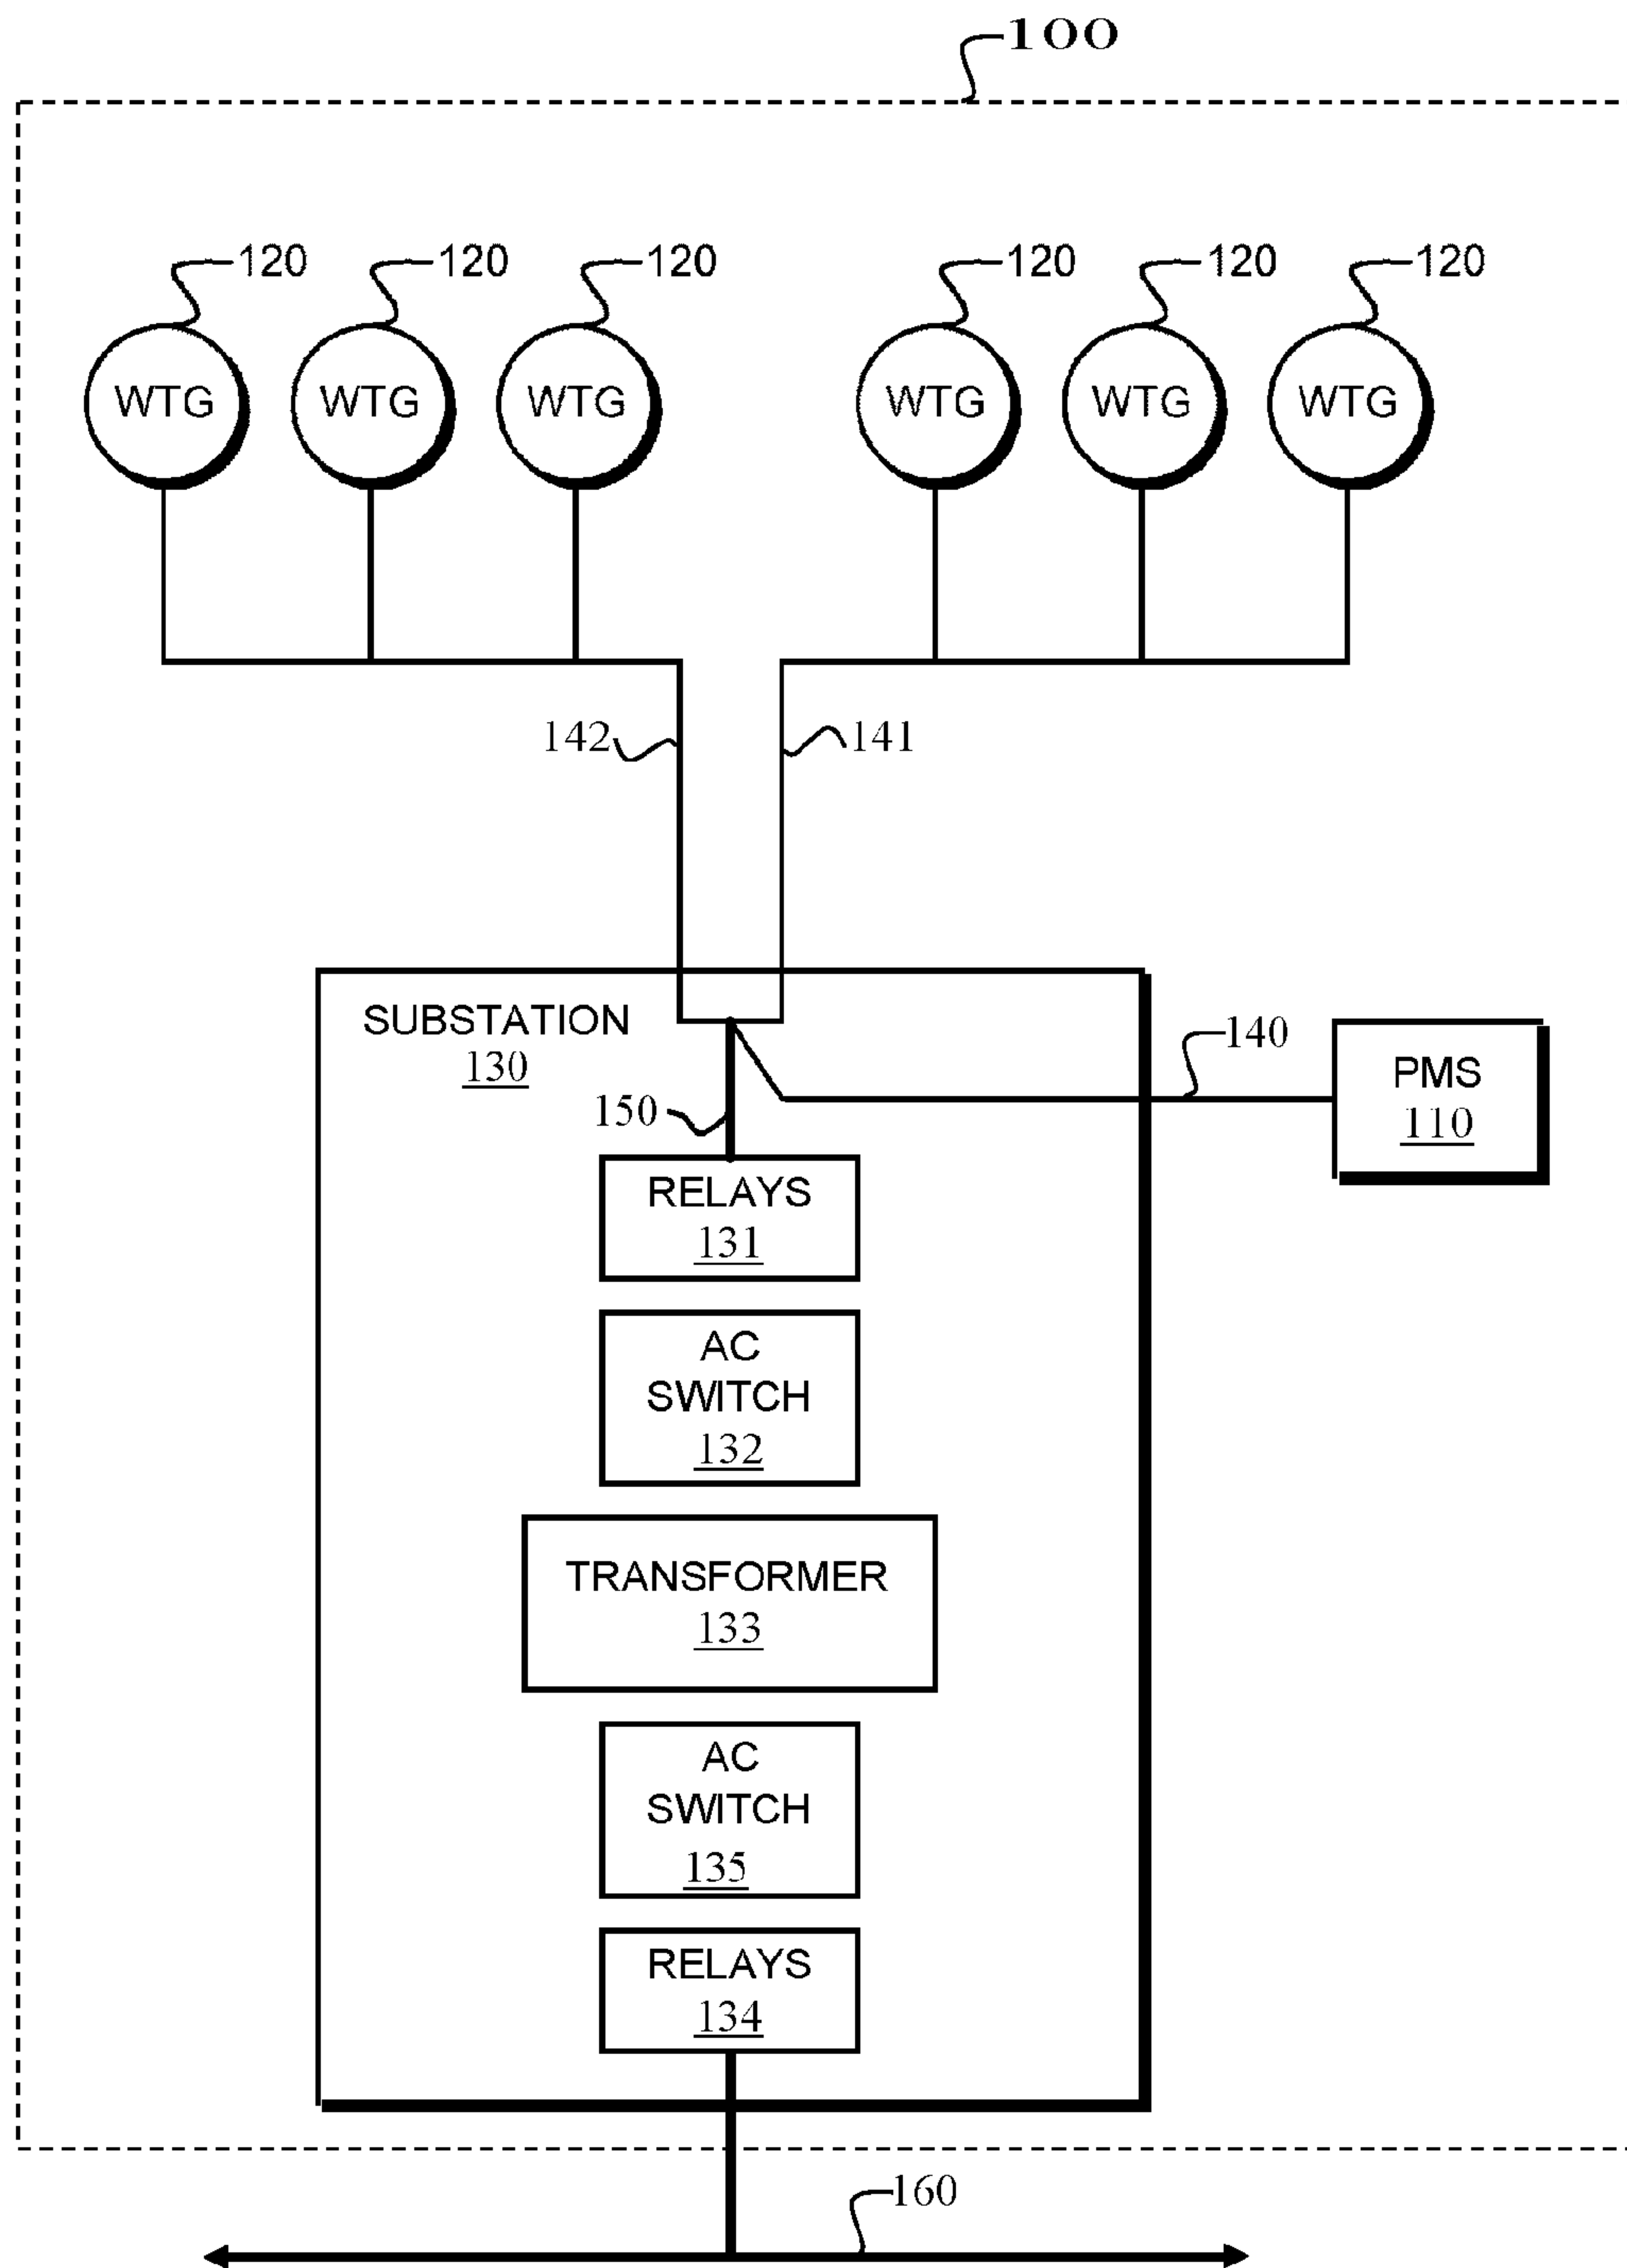 100
120 120 120 120 120 120
WTG WTG WTG WTG WTG WTG
142 141
SUBSTATION
130
140
PMS
110
150
RELAYS
131
AC
SWITCH
132
TRANSFORMER
133
AC
SWITCH
135
RELAYS
134
160